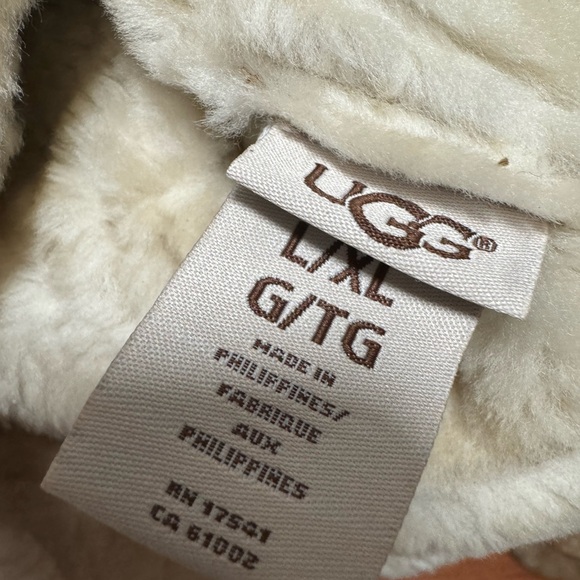 UGG®
L/XL
G/TG
MADE IN
PHILIPPINES/
FABRIQUE
AUX
PHILIPPINES
RN 17541
CA 61002